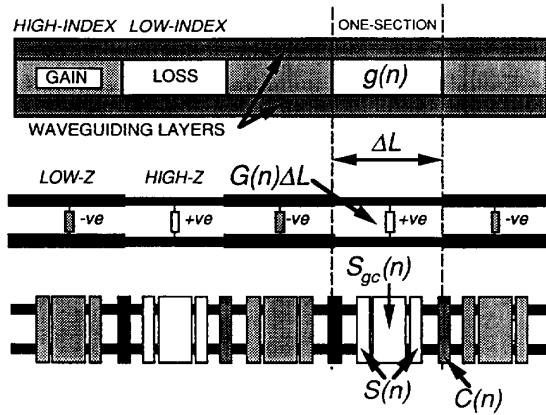 HIGH-INDEX LOW-INDEX ONE-SECTION
GAIN LOSS g(n)
WAVEGUIDING LAYERS
ΔL
LOW-Z HIGH-Z G(n)ΔL
-ve +ve -ve +ve -ve
Sgc(n)
S(n) C(n)